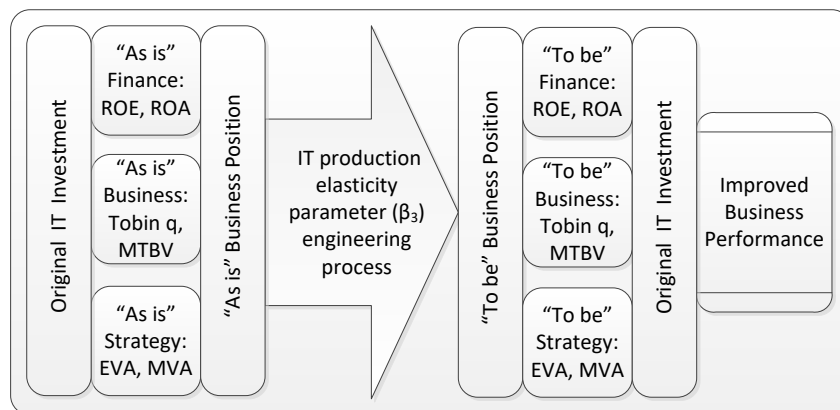 Original IT Investment
“As is”
Finance:
ROE, ROA
“As is”
Business:
Tobin q,
MTBV
“As is”
Strategy:
EVA, MVA
“As is” Business Position
IT production
elasticity
parameter (β₃)
engineering
process
“To be” Business Position
“To be”
Finance:
ROE, ROA
“To be”
Business:
Tobin q,
MTBV
“To be”
Strategy:
EVA, MVA
Original IT Investment
Improved
Business
Performance